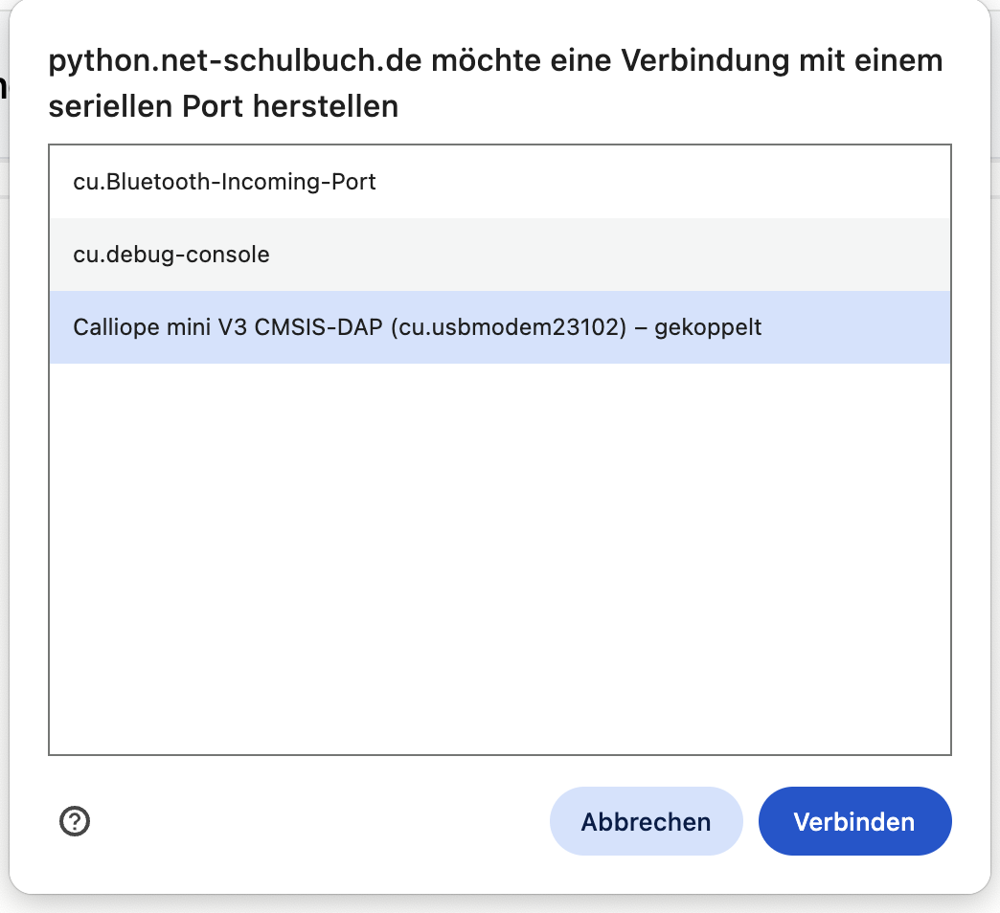 python.net-schulbuch.de möchte eine Verbindung mit einem
seriellen Port herstellen
cu.Bluetooth-Incoming-Port
cu.debug-console
Calliope mini V3 CMSIS-DAP (cu.usbmodem23102) – gekoppelt
Abbrechen
Verbinden